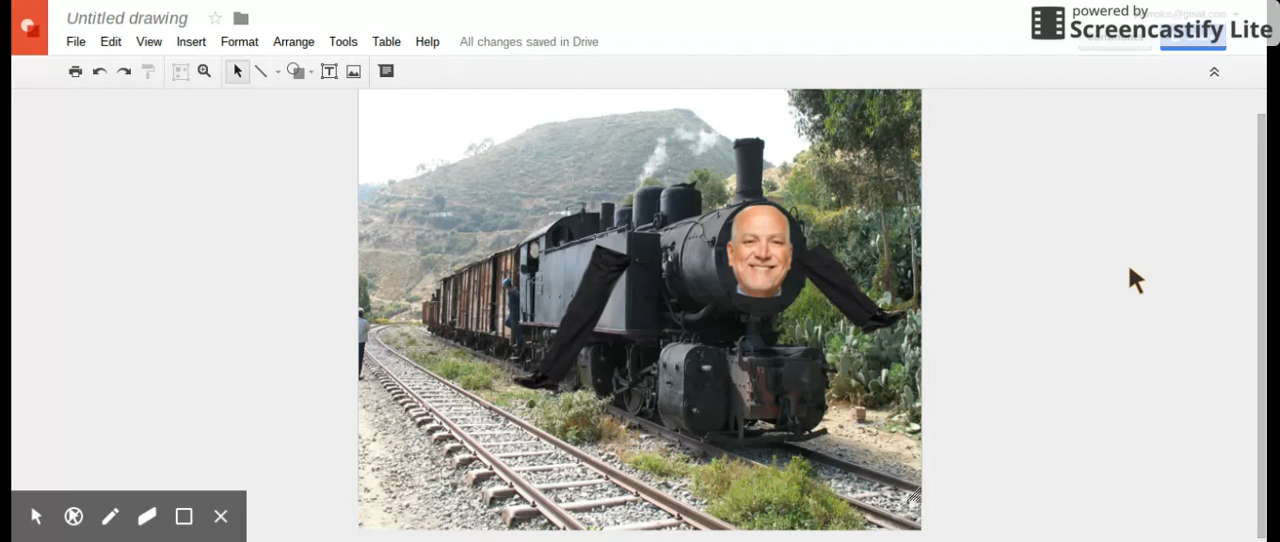 Untitled drawing
powered by
Screencastify Lite
File Edit View Insert Format Arrange Tools Table Help All changes saved in Drive